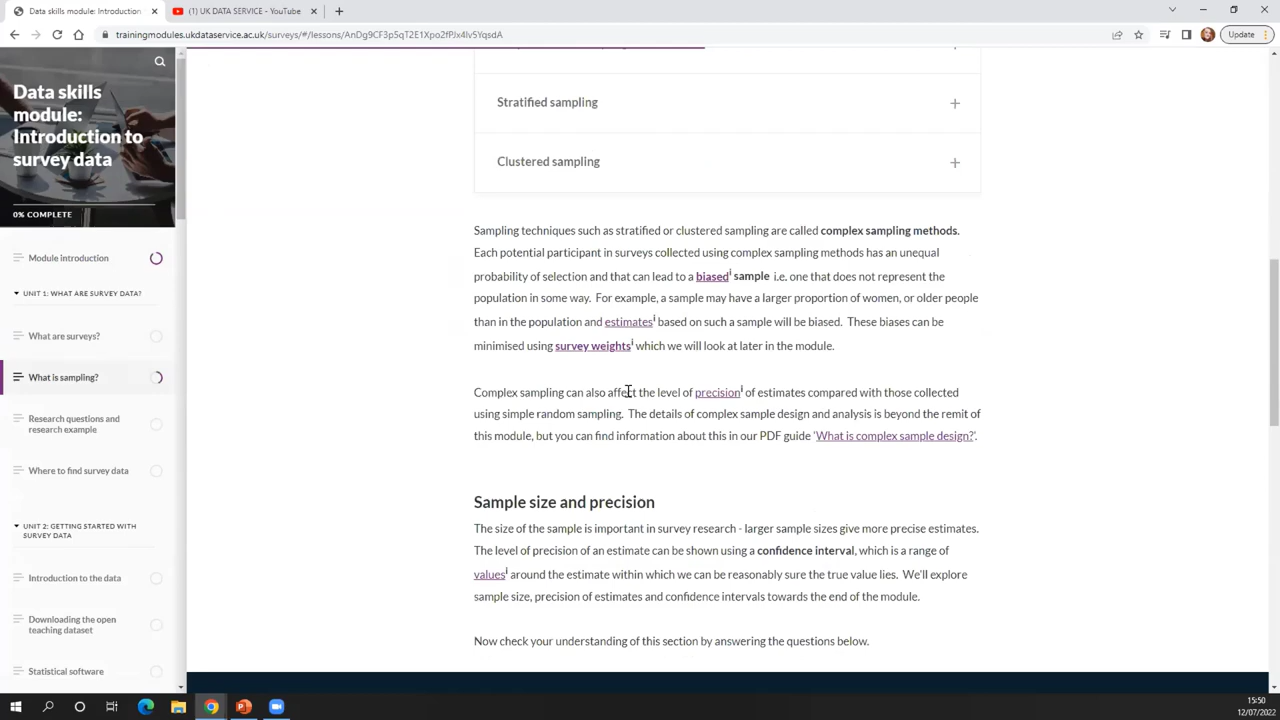 Data skills module: Introduction
(1) UK DATA SERVICE - YouTube
trainingmodules.ukdataservice.ac.uk/surveys/#/lessons/AnDg9CF3p5qT2E1Xpo2fPJx4lv5YqsdA
Update
Data skills
module:
Introduction to
survey data
0% COMPLETE
Module introduction
UNIT 1: WHAT ARE SURVEY DATA?
What are surveys?
What is sampling?
Research questions and
research example
Where to find survey data
UNIT 2: GETTING STARTED WITH
SURVEY DATA
Introduction to the data
Downloading the open
teaching dataset
Statistical software
Stratified sampling
Clustered sampling
Sampling techniques such as stratified or clustered sampling are called complex sampling methods.
Each potential participant in surveys collected using complex sampling methods has an unequal
probability of selection and that can lead to a biasedi sample i.e. one that does not represent the
population in some way. For example, a sample may have a larger proportion of women, or older people
than in the population and estimatesi based on such a sample will be biased. These biases can be
minimised using survey weightsi which we will look at later in the module.
Complex sampling can also affect the level of precisioni of estimates compared with those collected
using simple random sampling. The details of complex sample design and analysis is beyond the remit of
this module, but you can find information about this in our PDF guide 'What is complex sample design?'.
Sample size and precision
The size of the sample is important in survey research - larger sample sizes give more precise estimates.
The level of precision of an estimate can be shown using a confidence interval, which is a range of
valuesi around the estimate within which we can be reasonably sure the true value lies. We'll explore
sample size, precision of estimates and confidence intervals towards the end of the module.
Now check your understanding of this section by answering the questions below.
15:50
12/07/2022